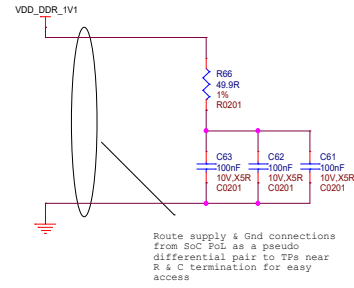 VDD_DDR_1V1
R66
49.9R
1%
R0201
C63
100nF
10V,X5R
C0201
C62
100nF
10V,X5R
C0201
C61
100nF
10V,X5R
C0201
Route supply & Gnd connections
from SoC PoL as a pseudo
differential pair to TPs near
R & C termination for easy
access